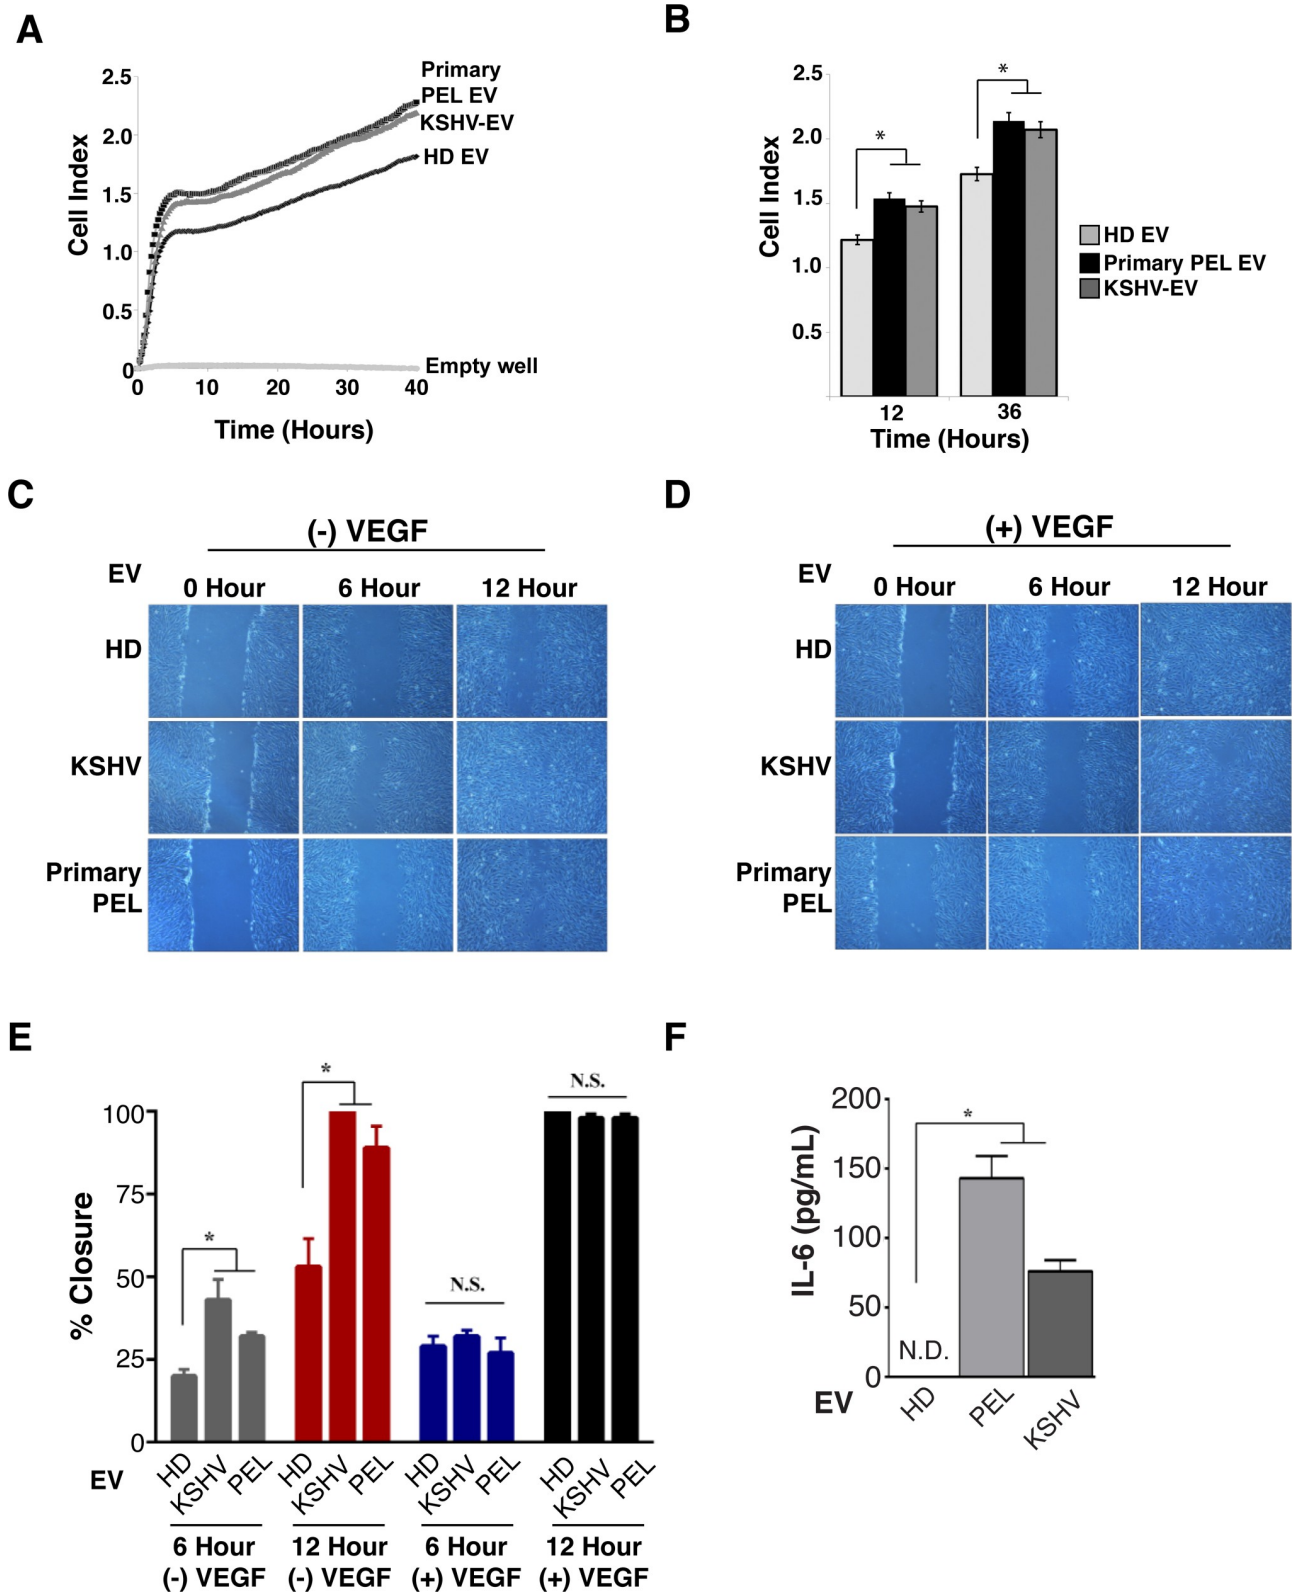 A
2.5
2.0
1.5
1.0
0.5
0
Cell Index
Primary
PEL EV
KSHV-EV
HD EV
Empty well
0 10 20 30 40
Time (Hours)
B
2.5
2.0
1.5
1.0
0.5
Cell Index
*
*
HD EV
Primary PEL EV
KSHV-EV
12 36
Time (Hours)
C
(-) VEGF
EV
0 Hour 6 Hour 12 Hour
HD
KSHV
Primary
PEL
D
(+) VEGF
EV
0 Hour 6 Hour 12 Hour
HD
KSHV
Primary
PEL
E
% Closure
100
75
50
25
0
*
*
N.S.
N.S.
EV
HD KSHV PEL HD KSHV PEL HD KSHV PEL HD KSHV PEL
6 Hour 12 Hour 6 Hour 12 Hour
(-) VEGF (-) VEGF (+) VEGF (+) VEGF
F
IL-6 (pg/mL)
200
150
100
50
0
*
N.D.
EV
HD PEL KSHV